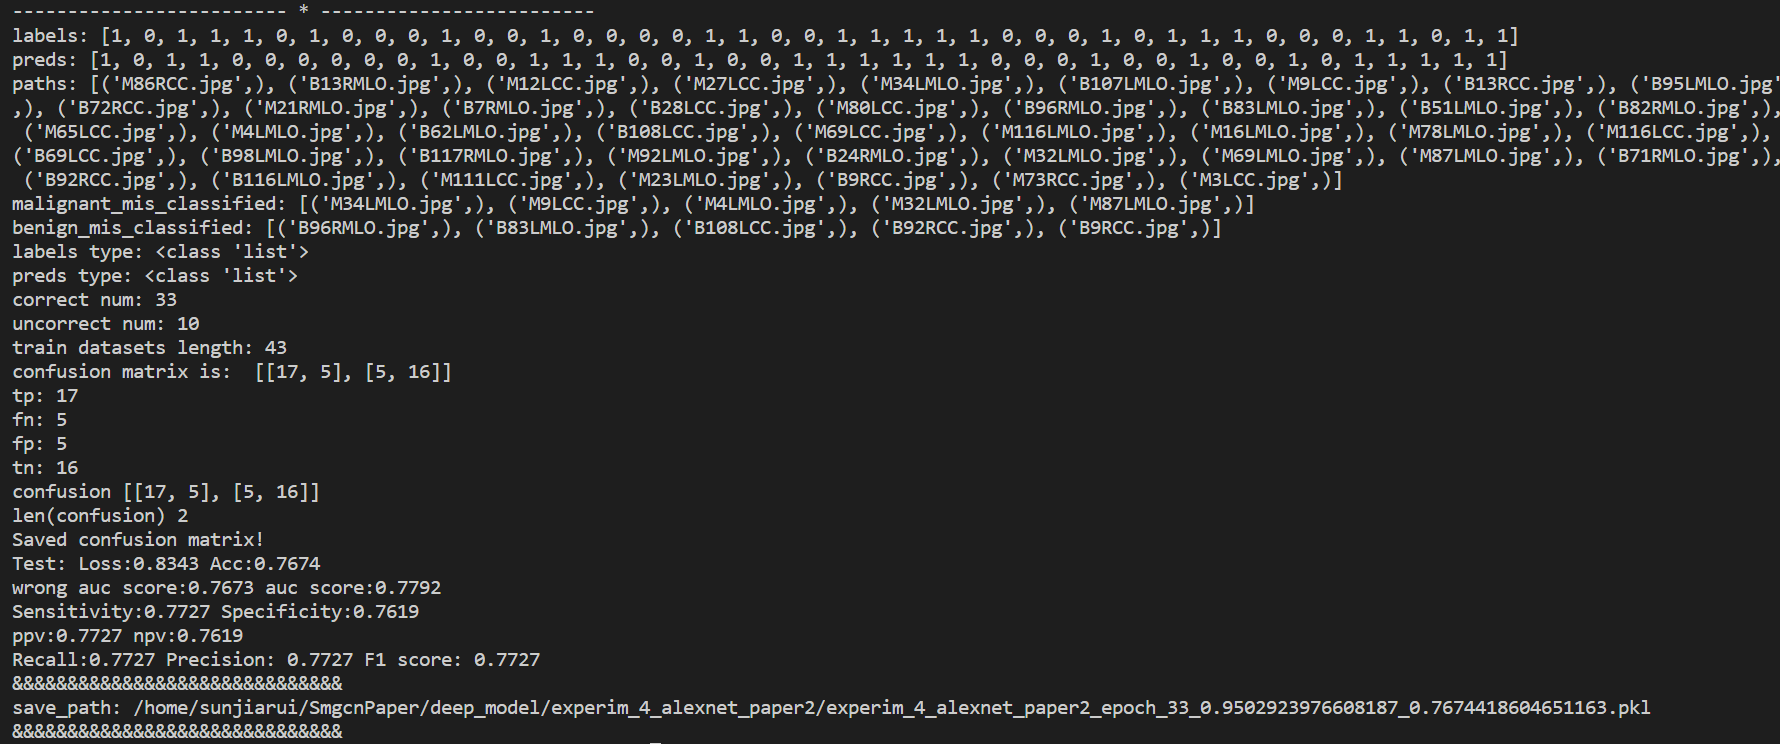 ------------------------- * -------------------------
labels: [1, 0, 1, 1, 1, 0, 1, 0, 0, 0, 1, 0, 0, 1, 0, 0, 0, 0, 1, 1, 0, 0, 1, 1, 1, 1, 1, 0, 0, 0, 1, 0, 1, 1, 1, 0, 0, 0, 1, 1, 0, 1, 1]
preds: [1, 0, 1, 1, 0, 0, 0, 0, 0, 0, 1, 0, 0, 1, 1, 1, 0, 0, 1, 0, 0, 1, 1, 1, 1, 1, 1, 0, 0, 0, 1, 0, 0, 1, 0, 0, 1, 0, 1, 1, 1, 1, 1]
paths: [('M86RCC.jpg',), ('B13RMLO.jpg',), ('M12LCC.jpg',), ('M27LCC.jpg',), ('M34LMLO.jpg',), ('B107LMLO.jpg',), ('M9LCC.jpg',), ('B13RCC.jpg',), ('B95LMLO.jpg'
,), ('B72RCC.jpg',), ('M21RMLO.jpg',), ('B7RMLO.jpg',), ('B28LCC.jpg',), ('M80LCC.jpg',), ('B96RMLO.jpg',), ('B83LMLO.jpg',), ('B51LMLO.jpg',), ('B82RMLO.jpg',),
('M65LCC.jpg',), ('M4LMLO.jpg',), ('B62LMLO.jpg',), ('B108LCC.jpg',), ('M69LCC.jpg',), ('M116LMLO.jpg',), ('M16LMLO.jpg',), ('M78LMLO.jpg',), ('M116LCC.jpg',),
('B69LCC.jpg',), ('B98LMLO.jpg',), ('B117RMLO.jpg',), ('M92LMLO.jpg',), ('B24RMLO.jpg',), ('M32LMLO.jpg',), ('M69LMLO.jpg',), ('M87LMLO.jpg',), ('B71RMLO.jpg',),
('B92RCC.jpg',), ('B116LMLO.jpg',), ('M111LCC.jpg',), ('M23LMLO.jpg',), ('B9RCC.jpg',), ('M73RCC.jpg',), ('M3LCC.jpg',)]
malignant_mis_classified: [('M34LMLO.jpg',), ('M9LCC.jpg',), ('M4LMLO.jpg',), ('M32LMLO.jpg',), ('M87LMLO.jpg',)]
benign_mis_classified: [('B96RMLO.jpg',), ('B83LMLO.jpg',), ('B108LCC.jpg',), ('B92RCC.jpg',), ('B9RCC.jpg',)]
labels type: <class 'list'>
preds type: <class 'list'>
correct num: 33
uncorrect num: 10
train datasets length: 43
confusion matrix is:  [[17, 5], [5, 16]]
tp: 17
fn: 5
fp: 5
tn: 16
confusion [[17, 5], [5, 16]]
len(confusion) 2
Saved confusion matrix!
Test: Loss:0.8343 Acc:0.7674
wrong auc score:0.7673 auc score:0.7792
Sensitivity:0.7727 Specificity:0.7619
ppv:0.7727 npv:0.7619
Recall:0.7727 Precision: 0.7727 F1 score: 0.7727
&&&&&&&&&&&&&&&&&&&&&&&&&&&&&&
save_path: /home/sunjiarui/SmgcnPaper/deep_model/experim_4_alexnet_paper2/experim_4_alexnet_paper2_epoch_33_0.9502923976608187_0.7674418604651163.pkl
&&&&&&&&&&&&&&&&&&&&&&&&&&&&&&